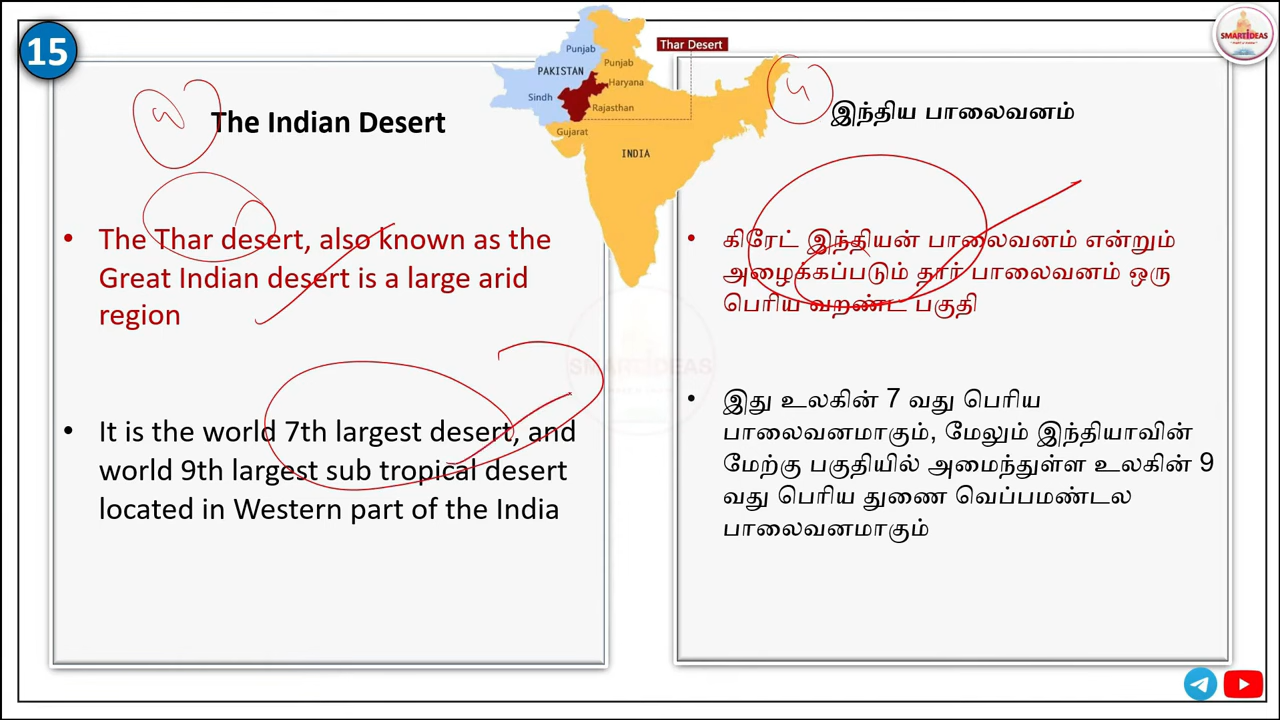 15
SMARTIDEAS
Thar Desert
Punjab
Punjab
PAKISTAN
Haryana
Sindh
Rajasthan
Gujarat
INDIA
The Indian Desert
• The Thar desert, also known as the
Great Indian desert is a large arid
region
• It is the world 7th largest desert, and
world 9th largest sub tropical desert
located in Western part of the India
இந்திய பாலைவனம்
• கிரேட் இந்தியன் பாலைவனம் என்றும்
அழைக்கப்படும் தார் பாலைவனம் ஒரு
பெரிய வறண்ட பகுதி
• இது உலகின் 7 வது பெரிய
பாலைவனமாகும், மேலும் இந்தியாவின்
மேற்கு பகுதியில் அமைந்துள்ள உலகின் 9
வது பெரிய துணை வெப்பமண்டல
பாலைவனமாகும்
SMARTIDEAS